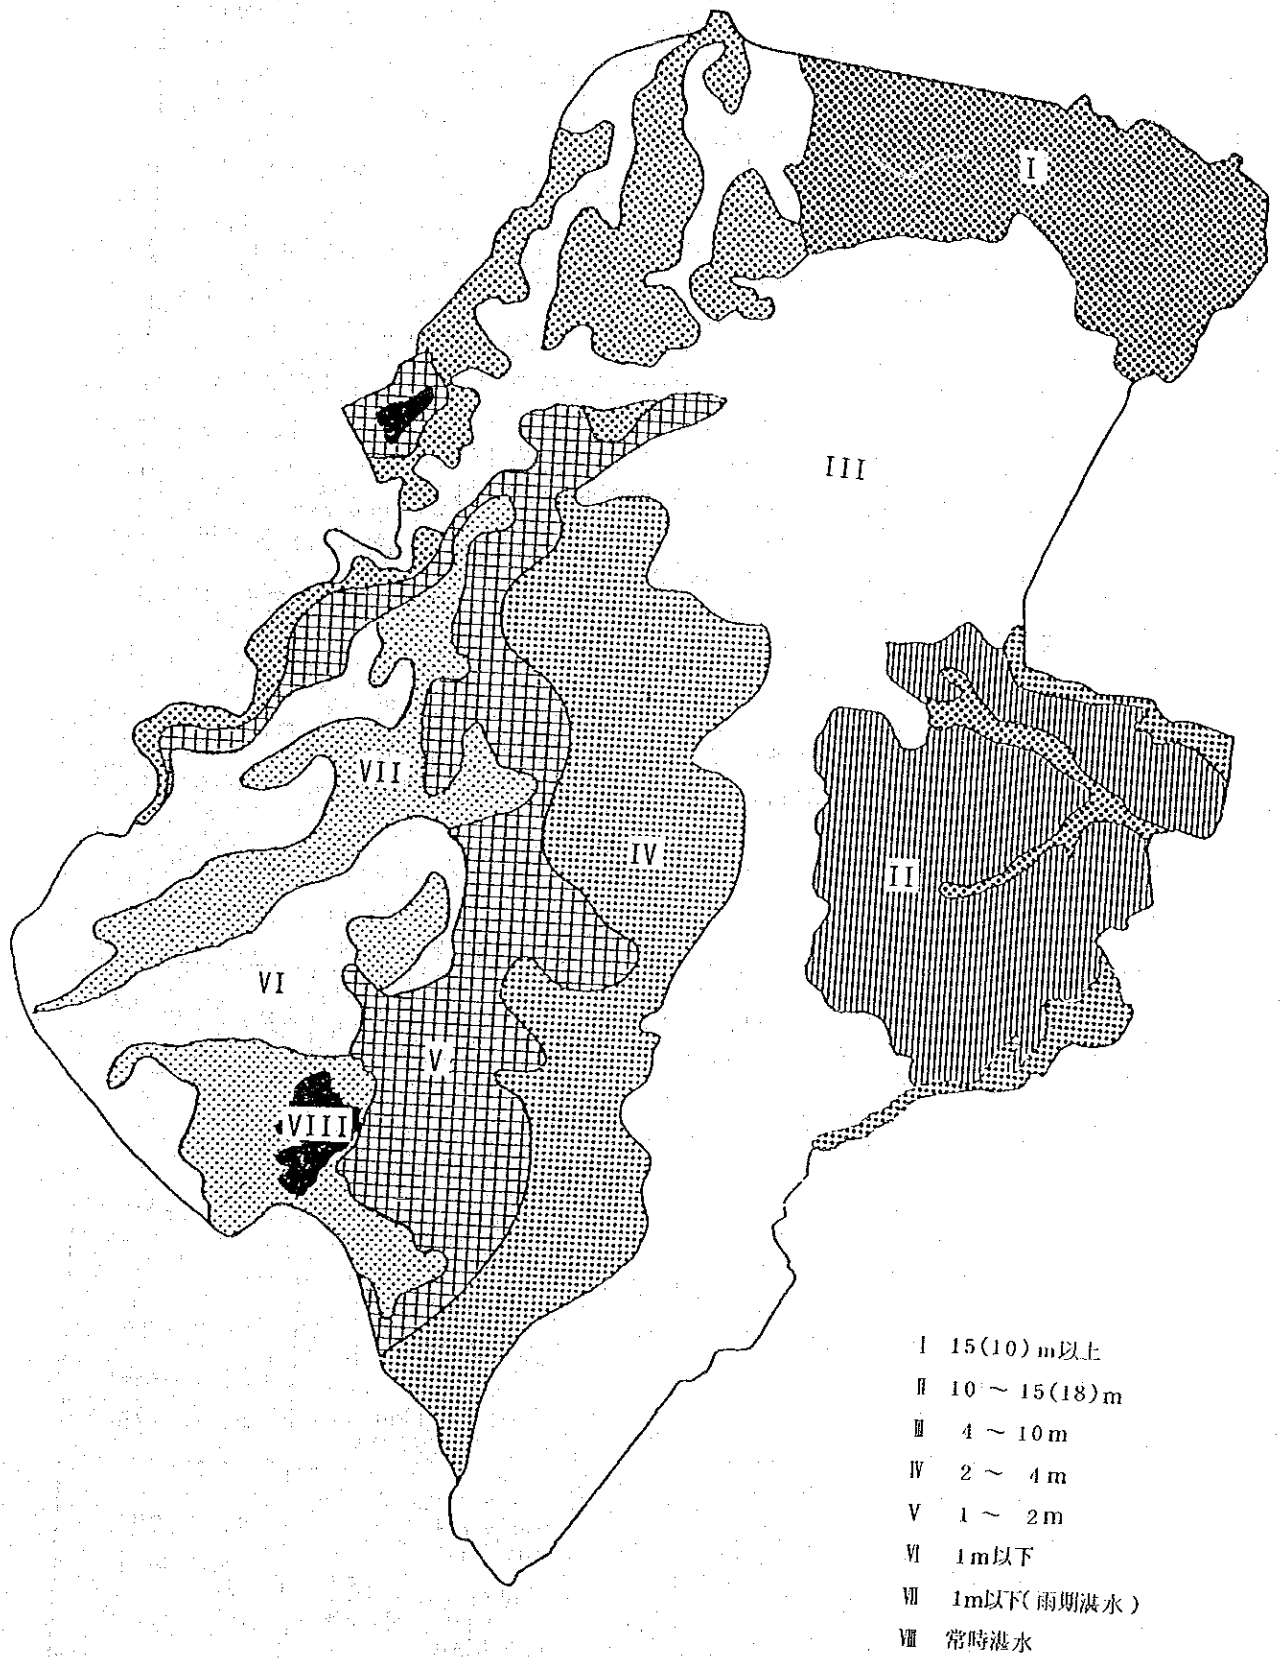 I
III
VII
IV
II
VI
V
VIII
I 15(10)m以上
II 10 ～ 15(18)m
III 4 ～ 10m
IV 2 ～ 4m
V 1 ～ 2m
VI 1m以下
VII 1m以下(雨期湛水)
VIII 常時湛水